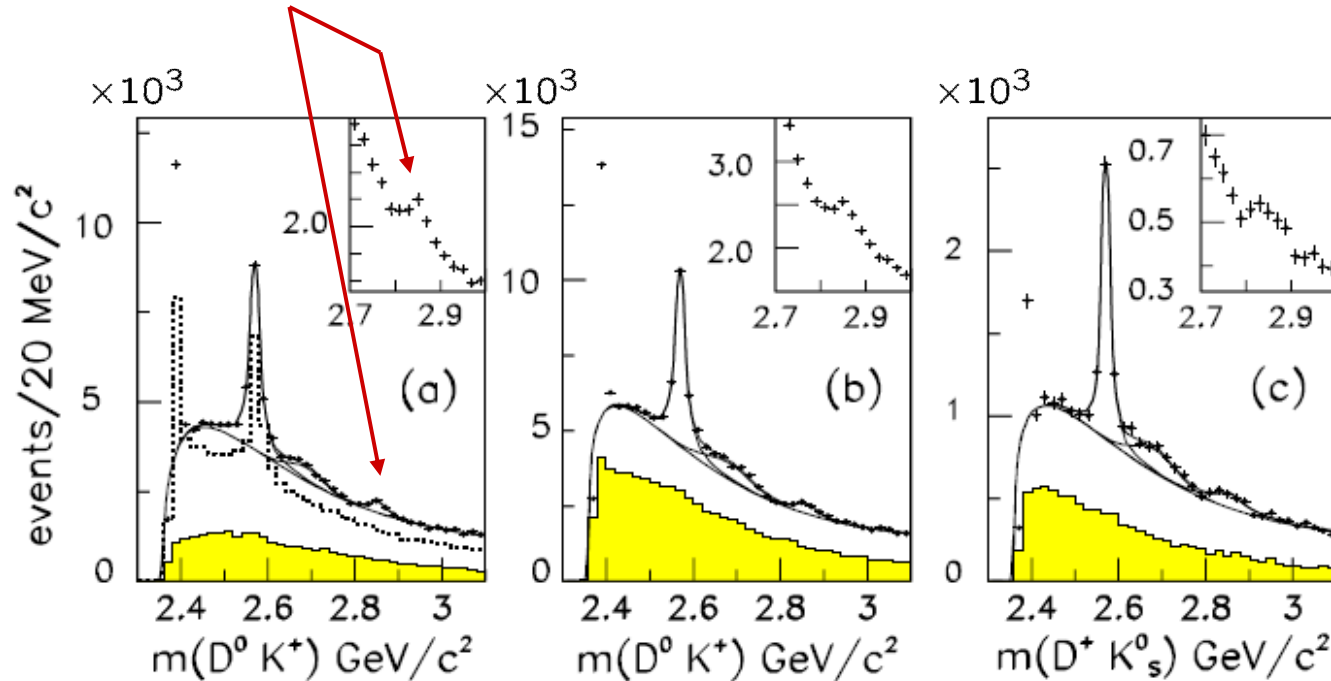 ×10³ ×10³ ×10³
events/20 MeV/c²
10
5
0
2.0
2.7 2.9
(a)
2.4 2.6 2.8 3
m(D⁰ K⁺) GeV/c²
15
10
5
0
3.0
2.0
2.7 2.9
(b)
2.4 2.6 2.8 3
m(D⁰ K⁺) GeV/c²
2
1
0
0.7
0.5
0.3
2.7 2.9
(c)
2.4 2.6 2.8 3
m(D⁺ K⁰ₛ) GeV/c²